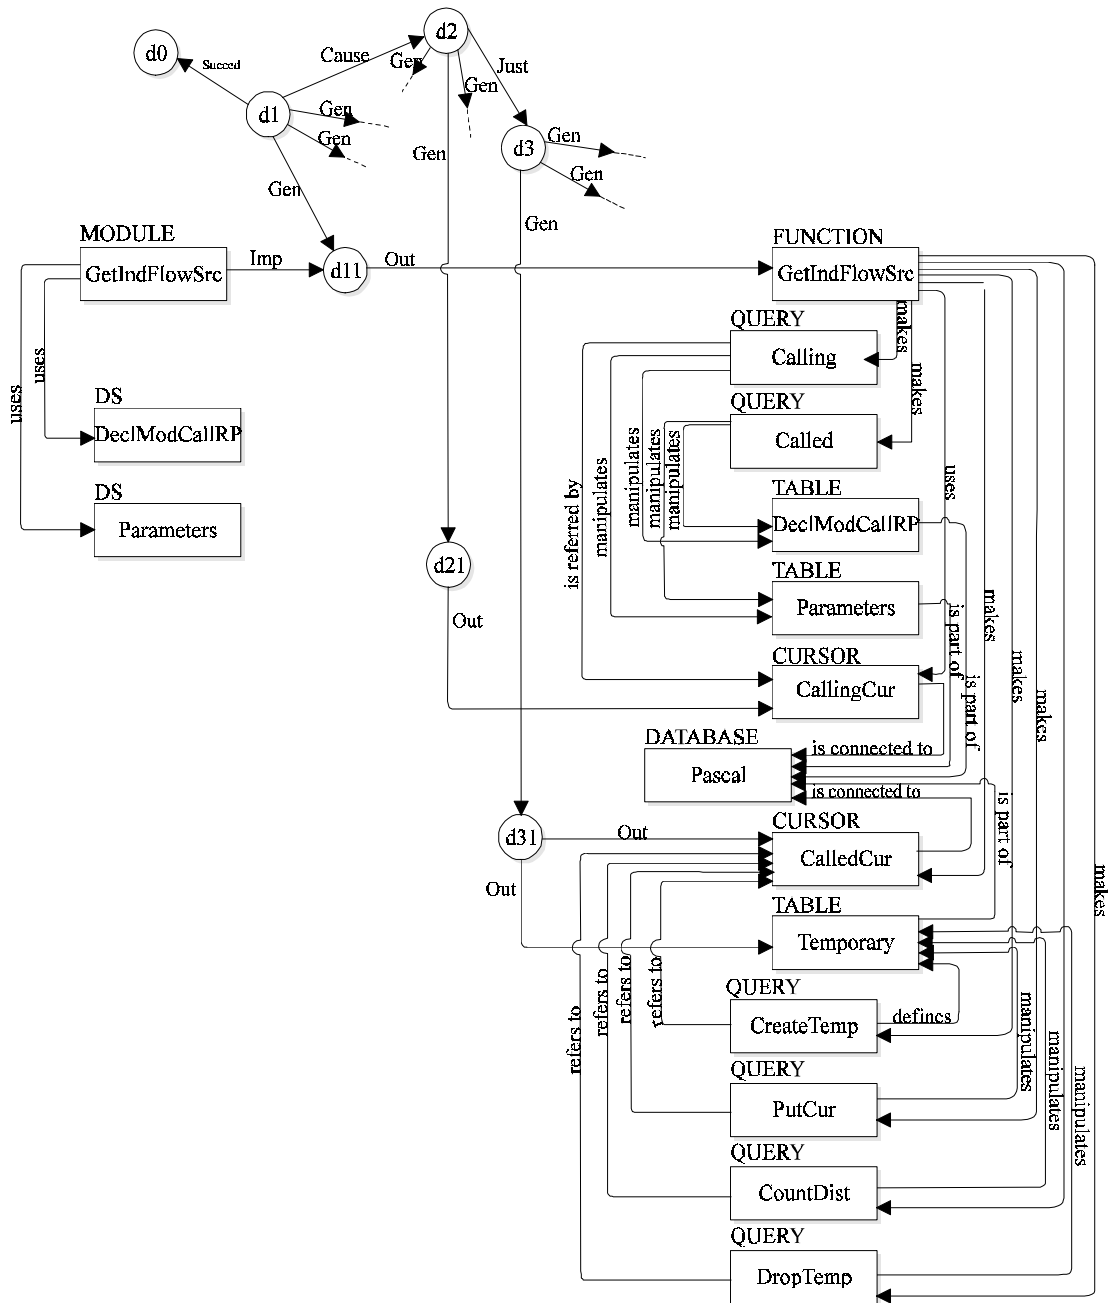 d0
Succed
d1
Cause
d2
Gen
Gen
Just
Gen
Gen
Gen
d3
Gen
Gen
Gen
Gen
MODULE
GetIndFlowSrc
Imp
d11
Out
FUNCTION
GetIndFlowSrc
uses
uses
DS
DeclModCallRP
DS
Parameters
QUERY
Calling
makes
QUERY
Called
makes
is referred by
manipulates
manipulates
manipulates
manipulates
uses
TABLE
DeclModCallRP
TABLE
Parameters
is part of
is part of
makes
makes
makes
makes
d21
Out
CURSOR
CallingCur
DATABASE
Pascal
is connected to
is connected to
is part of
d31
Out
Out
CURSOR
CalledCur
TABLE
Temporary
refers to
refers to
refers to
refers to
QUERY
CreateTemp
defines
QUERY
PutCur
manipulates
manipulates
manipulates
QUERY
CountDist
QUERY
DropTemp